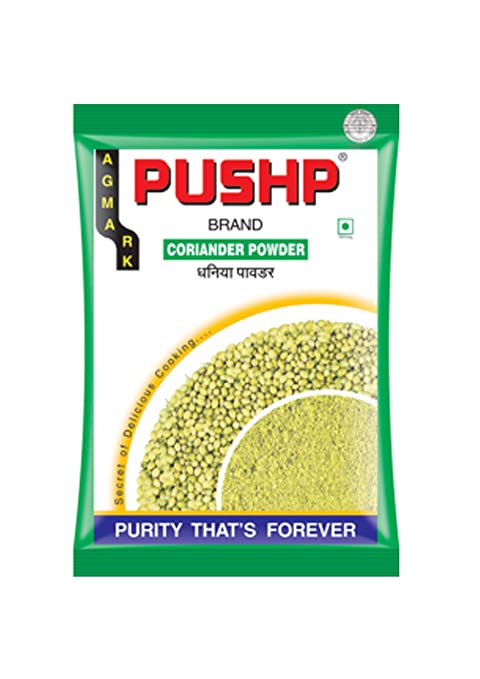 AGMARK
PUSHP®
BRAND
CORIANDER POWDER
धनिया पावडर
Secret of Delicious Cooking....
PURITY THAT'S FOREVER